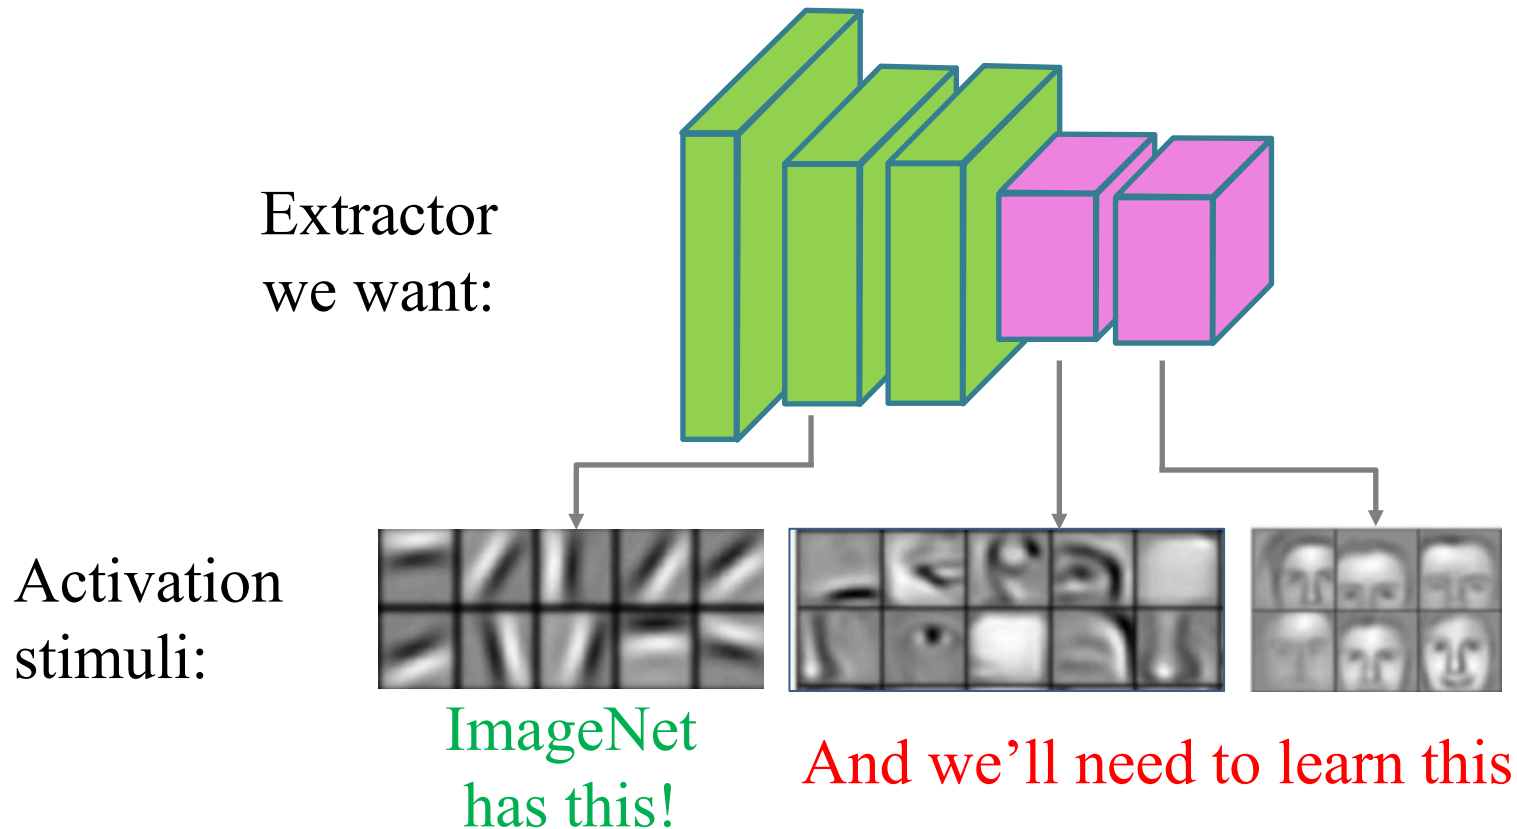 Extractor
we want:
Activation
stimuli:
ImageNet
has this!
And we’ll need to learn this